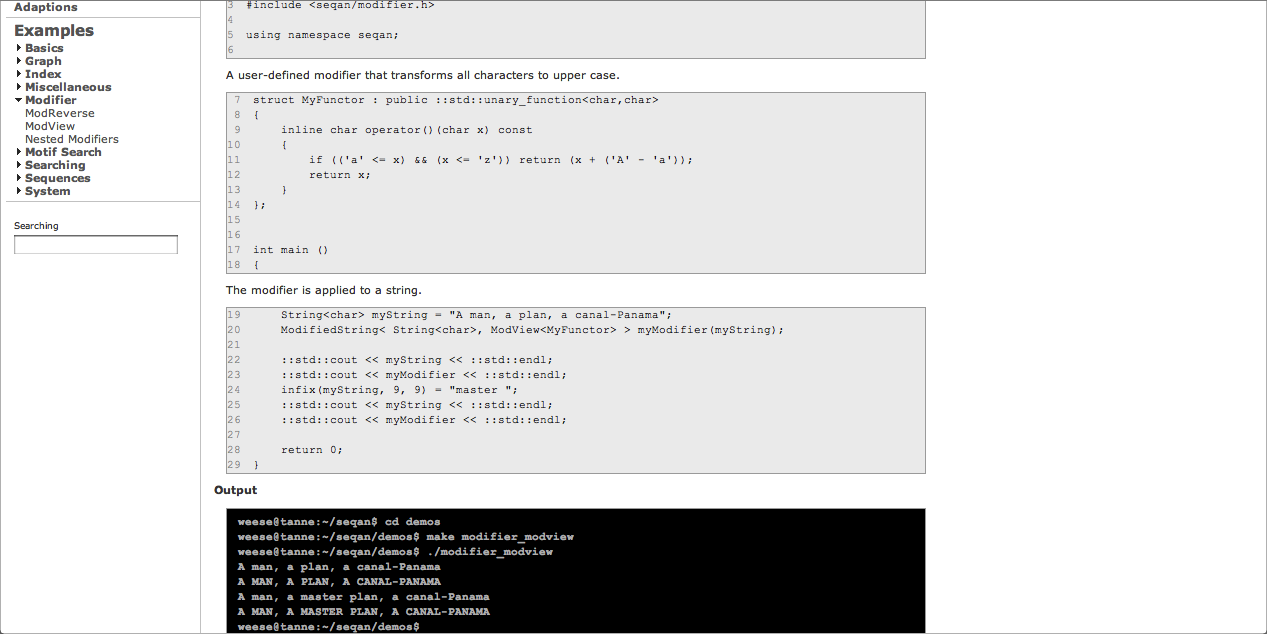 Adaptions
Examples
Basics
Graph
Index
Miscellaneous
Modifier
ModReverse
ModView
Nested Modifiers
Motif Search
Searching
Sequences
System
Searching
3 #include <seqan/modifier.h>
4
5 using namespace seqan;
6
A user-defined modifier that transforms all characters to upper case.
7 struct MyFunctor : public ::std::unary_function<char,char>
8 {
9     inline char operator()(char x) const
10     {
11         if (('a' <= x) && (x <= 'z')) return (x + ('A' - 'a'));
12         return x;
13     }
14 };
15
16
17 int main ()
18 {
The modifier is applied to a string.
19     String<char> myString = "A man, a plan, a canal-Panama";
20     ModifiedString< String<char>, ModView<MyFunctor> > myModifier(myString);
21
22     ::std::cout << myString << ::std::endl;
23     ::std::cout << myModifier << ::std::endl;
24     infix(myString, 9, 9) = "master ";
25     ::std::cout << myString << ::std::endl;
26     ::std::cout << myModifier << ::std::endl;
27
28     return 0;
29 }
Output
weese@tanne:~/seqan$ cd demos
weese@tanne:~/seqan/demos$ make modifier_modview
weese@tanne:~/seqan/demos$ ./modifier_modview
A man, a plan, a canal-Panama
A MAN, A PLAN, A CANAL-PANAMA
A man, a master plan, a canal-Panama
A MAN, A MASTER PLAN, A CANAL-PANAMA
weese@tanne:~/seqan/demos$